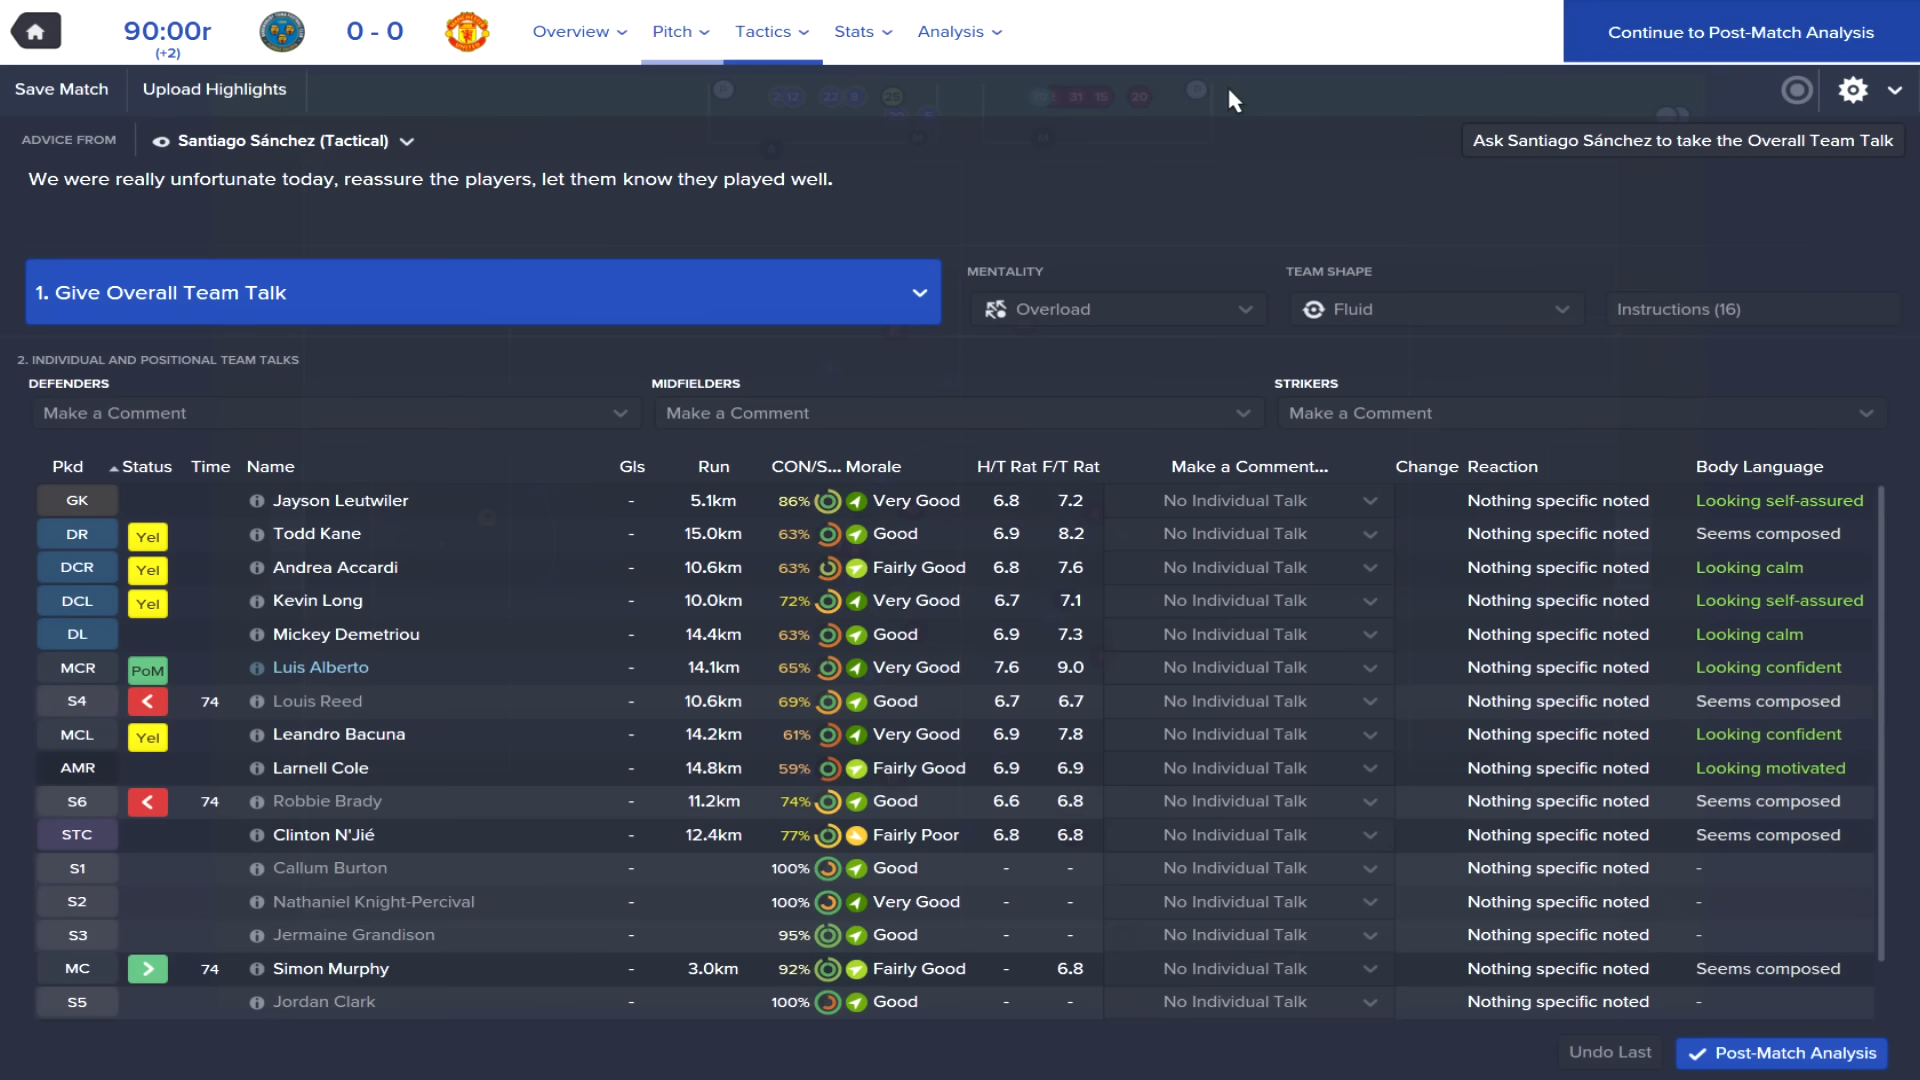 90:00r
(+2)
0 - 0
Overview
Pitch
Tactics
Stats
Analysis
Continue to Post-Match Analysis
Save Match
Upload Highlights
ADVICE FROM
Santiago Sánchez (Tactical)
Ask Santiago Sánchez to take the Overall Team Talk
We were really unfortunate today, reassure the players, let them know they played well.
1. Give Overall Team Talk
MENTALITY
Overload
TEAM SHAPE
Fluid
Instructions (16)
2. INDIVIDUAL AND POSITIONAL TEAM TALKS
DEFENDERS MIDFIELDERS STRIKERS
Make a Comment Make a Comment Make a Comment
Pkd Status Time Name Gls Run CON/S... Morale H/T Rat F/T Rat Make a Comment... Change Reaction Body Language
GK Jayson Leutwiler - 5.1km 86% Very Good 6.8 7.2 No Individual Talk Nothing specific noted Looking self-assured
DR Yel Todd Kane - 15.0km 63% Good 6.9 8.2 No Individual Talk Nothing specific noted Seems composed
DCR Yel Andrea Accardi - 10.6km 63% Fairly Good 6.8 7.6 No Individual Talk Nothing specific noted Looking calm
DCL Yel Kevin Long - 10.0km 72% Very Good 6.7 7.1 No Individual Talk Nothing specific noted Looking self-assured
DL Mickey Demetriou - 14.4km 63% Good 6.9 7.3 No Individual Talk Nothing specific noted Looking calm
MCR PoM Luis Alberto - 14.1km 65% Very Good 7.6 9.0 No Individual Talk Nothing specific noted Looking confident
S4 74 Louis Reed - 10.6km 69% Good 6.7 6.7 No Individual Talk Nothing specific noted Seems composed
MCL Yel Leandro Bacuna - 14.2km 61% Very Good 6.9 7.8 No Individual Talk Nothing specific noted Looking confident
AMR Larnell Cole - 14.8km 59% Fairly Good 6.9 6.9 No Individual Talk Nothing specific noted Looking motivated
S6 74 Robbie Brady - 11.2km 74% Good 6.6 6.8 No Individual Talk Nothing specific noted Seems composed
STC Clinton N'Jié - 12.4km 77% Fairly Poor 6.8 6.8 No Individual Talk Nothing specific noted Seems composed
S1 Callum Burton - 100% Good - - No Individual Talk Nothing specific noted -
S2 Nathaniel Knight-Percival - 100% Very Good - - No Individual Talk Nothing specific noted -
S3 Jermaine Grandison - 95% Good - - No Individual Talk Nothing specific noted -
MC 74 Simon Murphy - 3.0km 92% Fairly Good - 6.8 No Individual Talk Nothing specific noted Seems composed
S5 Jordan Clark - 100% Good - - No Individual Talk Nothing specific noted -
Undo Last
Post-Match Analysis